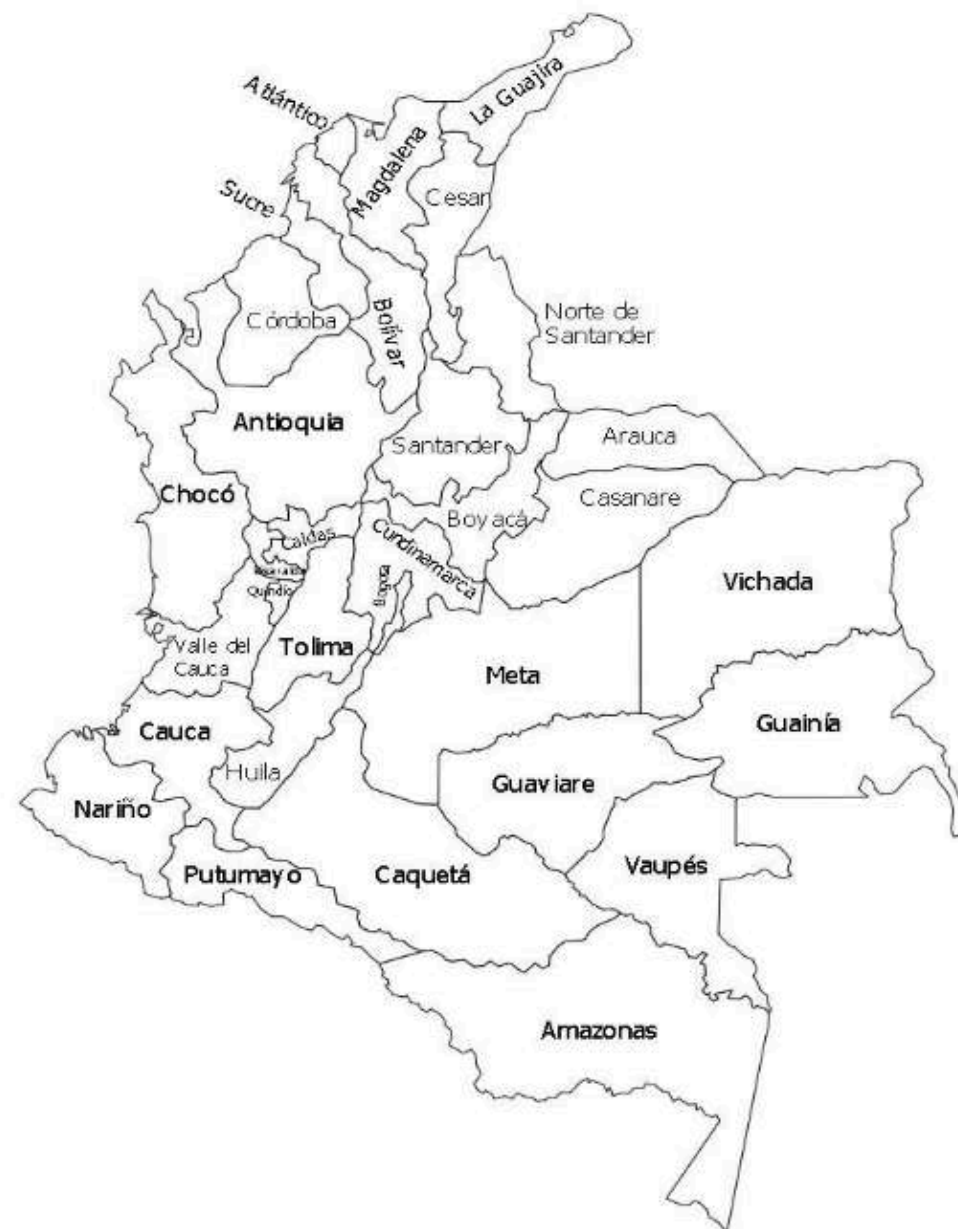 La Guajira
Atlántico
Magdalena
Cesar
Sucre
Norte de
Santander
Córdoba
Bolívar
Antioquia
Santander
Arauca
Chocó
Casanare
Boyacá
Caldas
Cundinamarca
Risaralda
Quindío
Bogotá
Vichada
Valle del
Cauca
Tolima
Meta
Cauca
Guainía
Huila
Guaviare
Nariño
Putumayo
Caquetá
Vaupés
Amazonas